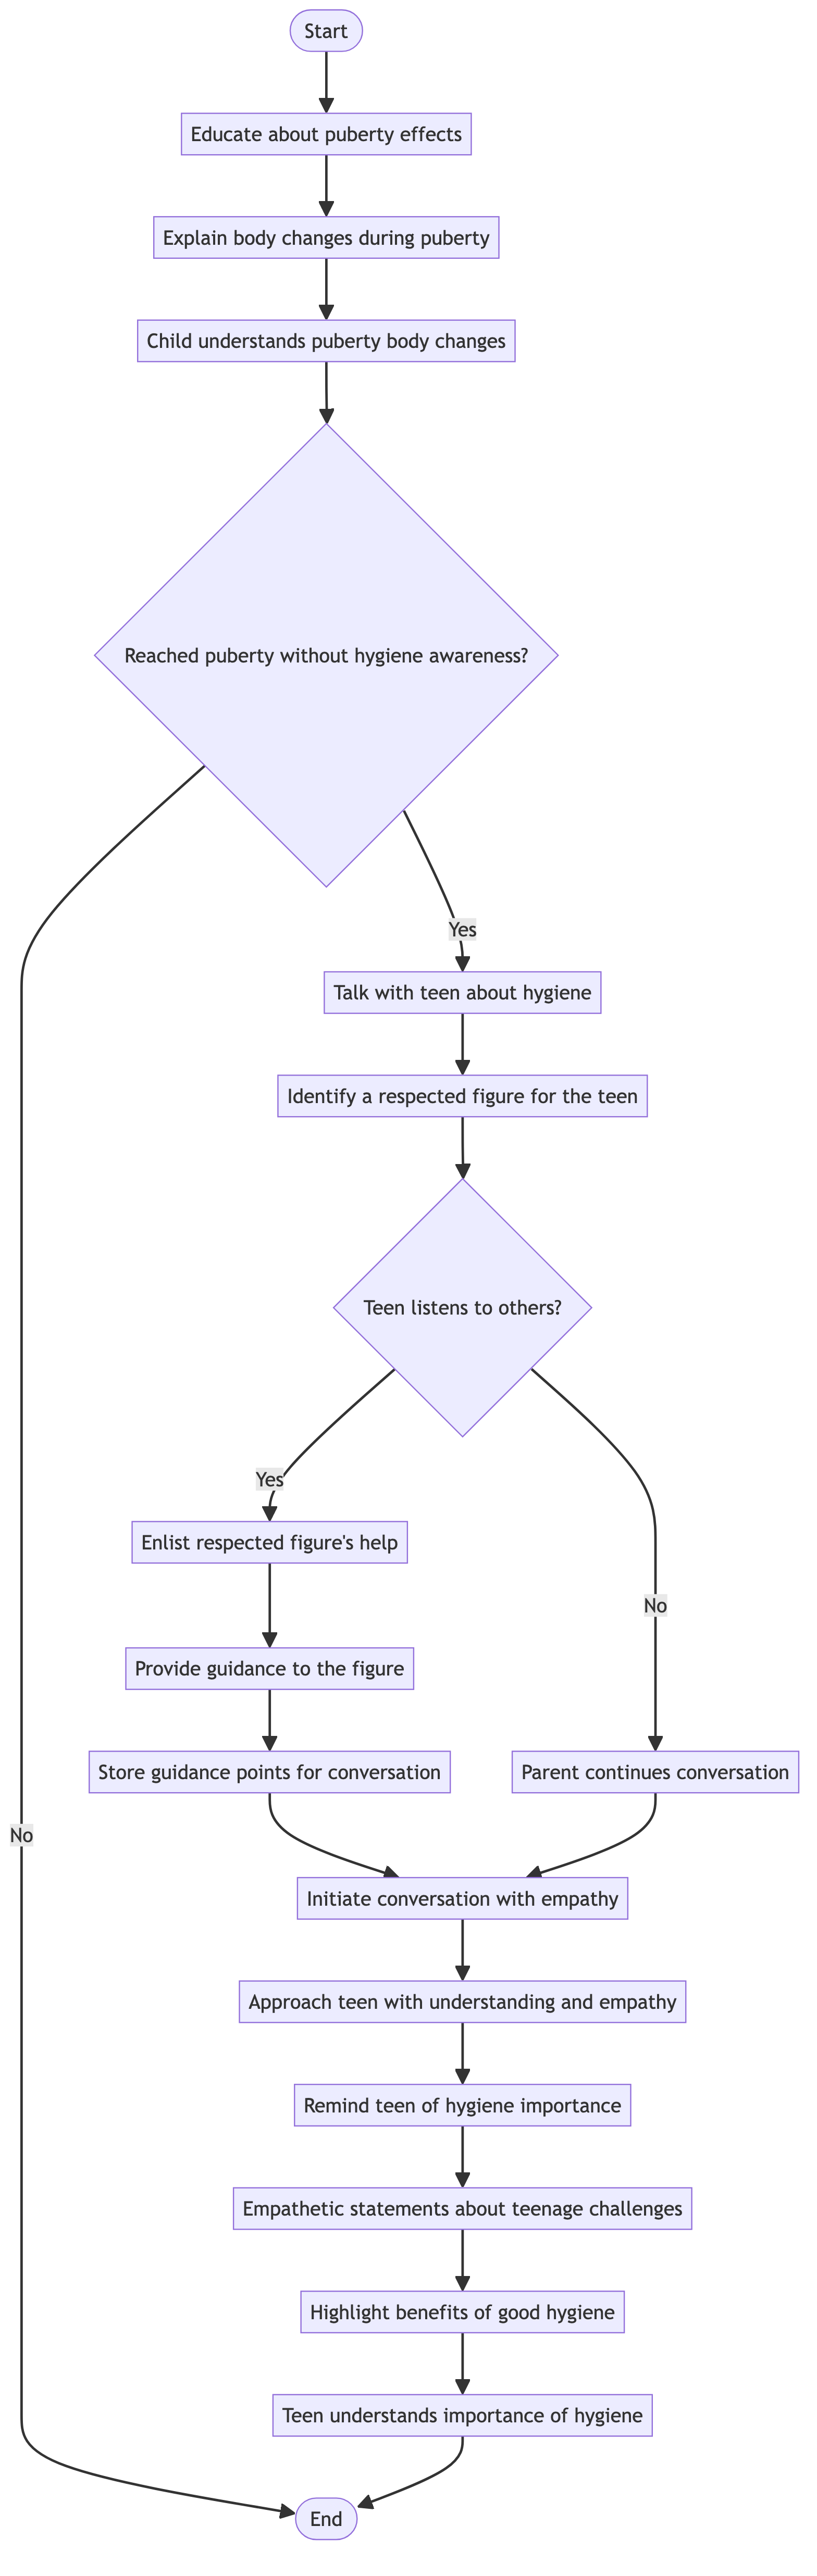 Start
Educate about puberty effects
Explain body changes during puberty
Child understands puberty body changes
Reached puberty without hygiene awareness?
Yes
Talk with teen about hygiene
Identify a respected figure for the teen
Teen listens to others?
Yes
Enlist respected figure's help
No
Provide guidance to the figure
Store guidance points for conversation
Parent continues conversation
No
Initiate conversation with empathy
Approach teen with understanding and empathy
Remind teen of hygiene importance
Empathetic statements about teenage challenges
Highlight benefits of good hygiene
Teen understands importance of hygiene
End